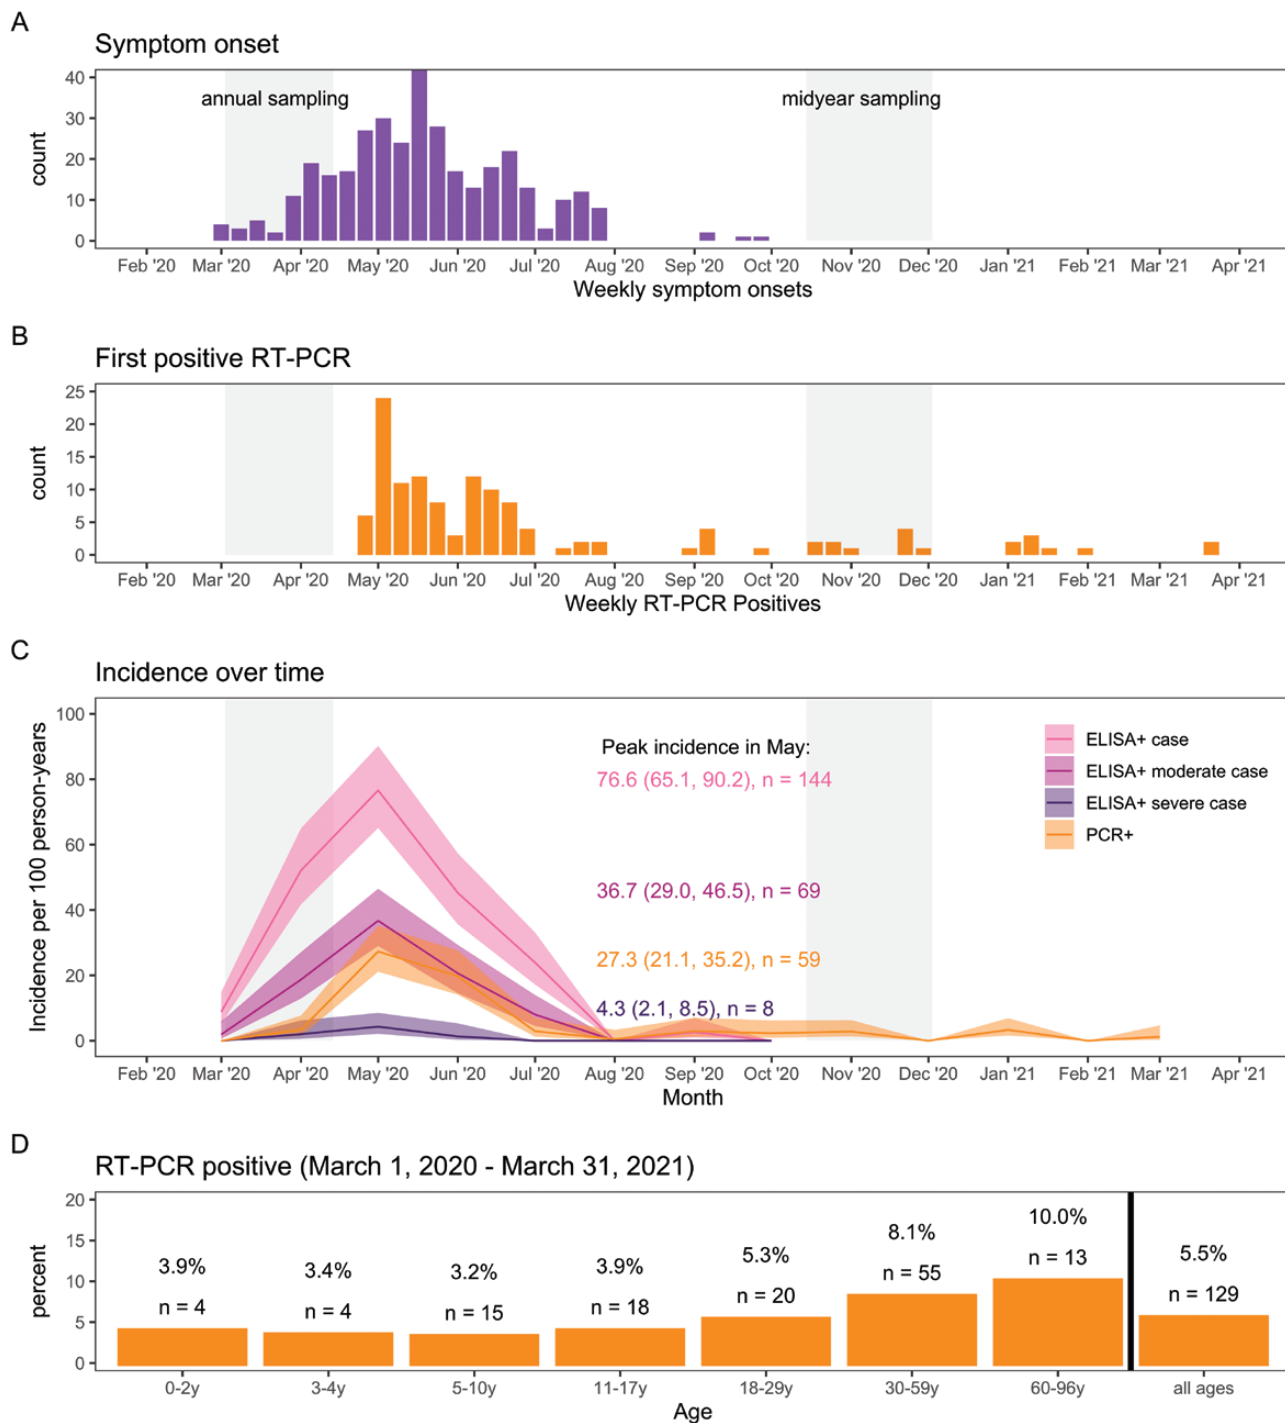 A
Symptom onset
annual sampling
midyear sampling
count
40
30
20
10
0
Feb '20 Mar '20 Apr '20 May '20 Jun '20 Jul '20 Aug '20 Sep '20 Oct '20 Nov '20 Dec '20 Jan '21 Feb '21 Mar '21 Apr '21
Weekly symptom onsets
B
First positive RT-PCR
count
25
20
15
10
5
0
Feb '20 Mar '20 Apr '20 May '20 Jun '20 Jul '20 Aug '20 Sep '20 Oct '20 Nov '20 Dec '20 Jan '21 Feb '21 Mar '21 Apr '21
Weekly RT-PCR Positives
C
Incidence over time
Incidence per 100 person-years
100
80
60
40
20
0
Peak incidence in May:
76.6 (65.1, 90.2), n = 144
36.7 (29.0, 46.5), n = 69
27.3 (21.1, 35.2), n = 59
4.3 (2.1, 8.5), n = 8
ELISA+ case
ELISA+ moderate case
ELISA+ severe case
PCR+
Feb '20 Mar '20 Apr '20 May '20 Jun '20 Jul '20 Aug '20 Sep '20 Oct '20 Nov '20 Dec '20 Jan '21 Feb '21 Mar '21 Apr '21
Month
D
RT-PCR positive (March 1, 2020 - March 31, 2021)
percent
20
15
10
5
0
3.9%
n = 4
3.4%
n = 4
3.2%
n = 15
3.9%
n = 18
5.3%
n = 20
8.1%
n = 55
10.0%
n = 13
5.5%
n = 129
0-2y 3-4y 5-10y 11-17y 18-29y 30-59y 60-96y all ages
Age